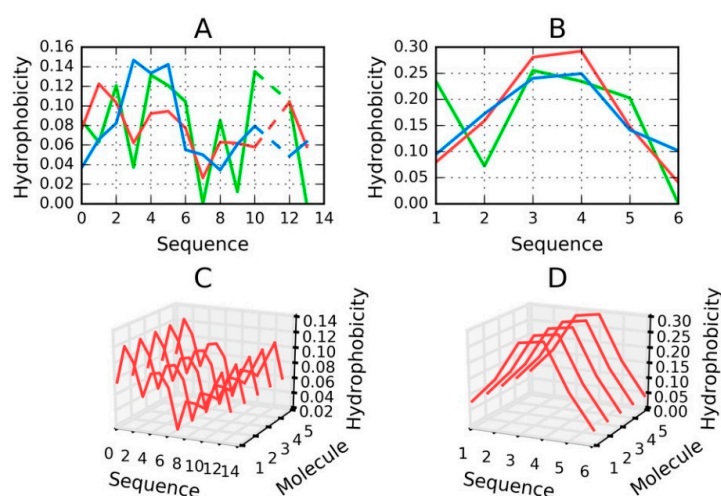 A
B
Hydrophobicity
0.16
0.14
0.12
0.10
0.08
0.06
0.04
0.02
0.00
0 2 4 6 8 10 12 14
Sequence
Hydrophobicity
0.30
0.25
0.20
0.15
0.10
0.05
0.00
1 2 3 4 5 6
Sequence
C
D
0.14
0.12
0.10
0.08
0.06
0.04
0.02
Hydrophobicity
0 2 4 6 8 10 12 14
Sequence
1 2 3 4 5
Molecule
0.30
0.25
0.20
0.15
0.10
0.05
0.00
Hydrophobicity
1 2 3 4 5 6
Sequence
1 2 3 4 5
Molecule